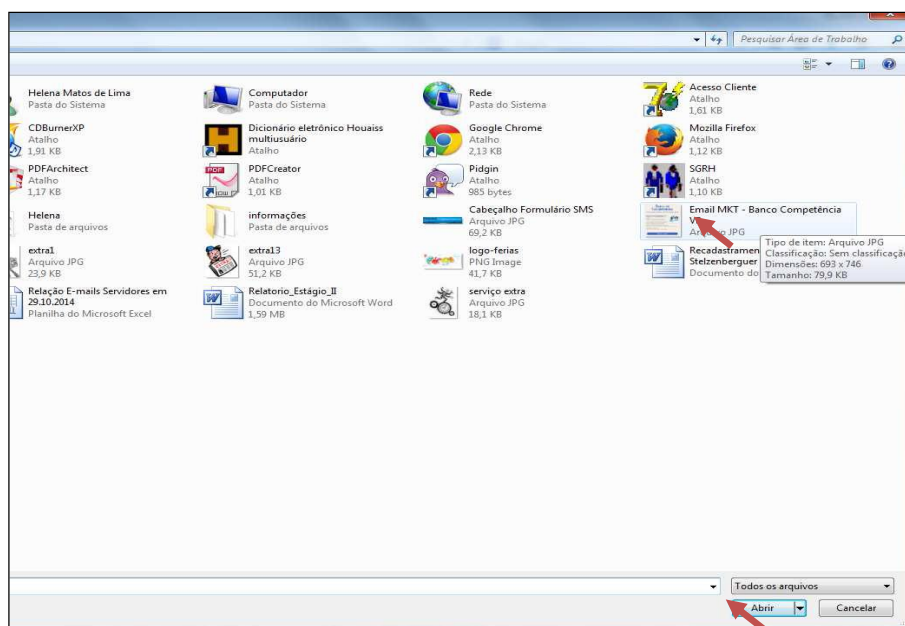 Pesquisar Área de Trabalho
Helena Matos de Lima
Pasta do Sistema
Computador
Pasta do Sistema
Rede
Pasta do Sistema
Acesso Cliente
Atalho
1,61 KB
CDBurnerXP
Atalho
1,91 KB
Dicionário eletrônico Houaiss
multiusuário
Atalho
Google Chrome
Atalho
2,13 KB
Mozilla Firefox
Atalho
1,12 KB
PDFArchitect
Atalho
1,17 KB
PDFCreator
Atalho
1,01 KB
Pidgin
Atalho
985 bytes
SGRH
Atalho
1,10 KB
Helena
Pasta de arquivos
informações
Pasta de arquivos
Cabeçalho Formulário SMS
Arquivo JPG
69,2 KB
Email MKT - Banco Competência
JPG
extra1
Arquivo JPG
23,9 KB
extra13
Arquivo JPG
51,2 KB
logo-ferias
PNG Image
41,7 KB
Recadastramen
Stelzenberguer
Documento do
Tipo de item: Arquivo JPG
Classificação: Sem classificaçã
Dimensões: 693 x 746
Tamanho: 79,9 KB
Relação E-mails Servidores em
29.10.2014
Planilha do Microsoft Excel
Relatorio_Estágio_II
Documento do Microsoft Word
1,59 MB
serviço extra
Arquivo JPG
18,1 KB
Todos os arquivos
Abrir
Cancelar